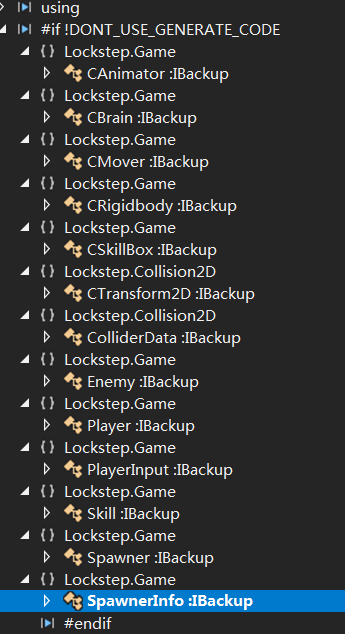 using
#if !DONT_USE_GENERATE_CODE
{} Lockstep.Game
CAnimator :IBackup
{} Lockstep.Game
CBrain :IBackup
{} Lockstep.Game
CMover :IBackup
{} Lockstep.Game
CRigidbody :IBackup
{} Lockstep.Game
CSkillBox :IBackup
{} Lockstep.Collision2D
CTransform2D :IBackup
{} Lockstep.Collision2D
ColliderData :IBackup
{} Lockstep.Game
Enemy :IBackup
{} Lockstep.Game
Player :IBackup
{} Lockstep.Game
PlayerInput :IBackup
{} Lockstep.Game
Skill :IBackup
{} Lockstep.Game
Spawner :IBackup
{} Lockstep.Game
SpawnerInfo :IBackup
#endif